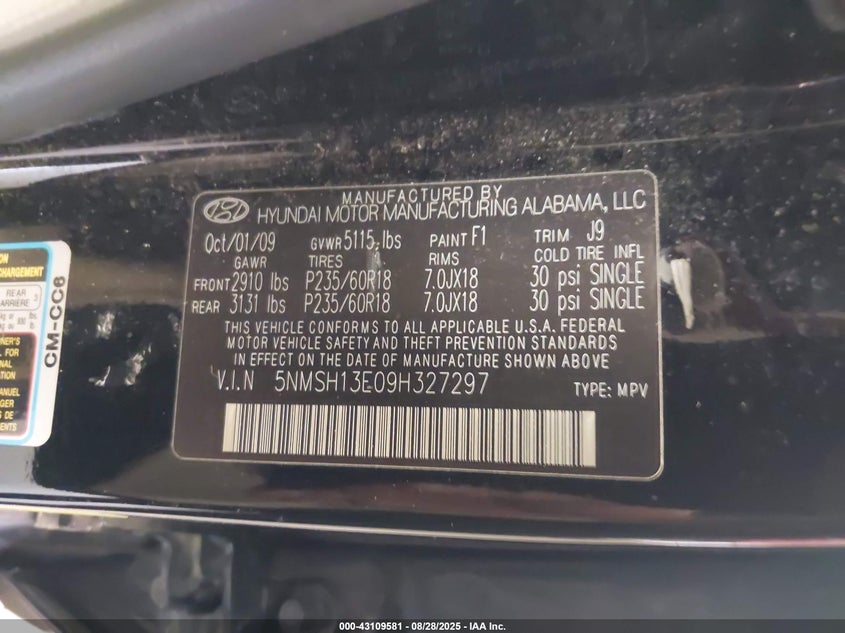 MANUFACTURED BY
HYUNDAI MOTOR MANUFACTURING ALABAMA, LLC
Oct/01/09 GVWR 5115 lbs PAINT F1 TRIM J9
GAWR TIRES RIMS COLD TIRE INFL
FRONT 2910 lbs P235/60R18 7.0JX18 30 psi SINGLE
REAR 3131 lbs P235/60R18 7.0JX18 30 psi SINGLE
THIS VEHICLE CONFORMS TO ALL APPLICABLE U.S.A. FEDERAL
MOTOR VEHICLE SAFETY AND THEFT PREVENTION STANDARDS
IN EFFECT ON THE DATE OF MANUFACTURE SHOWN ABOVE
V.I.N 5NMSH13E09H327297 TYPE: MPV
REAR
CM-CC6
000-43109581 - 08/28/2025 - IAA Inc.